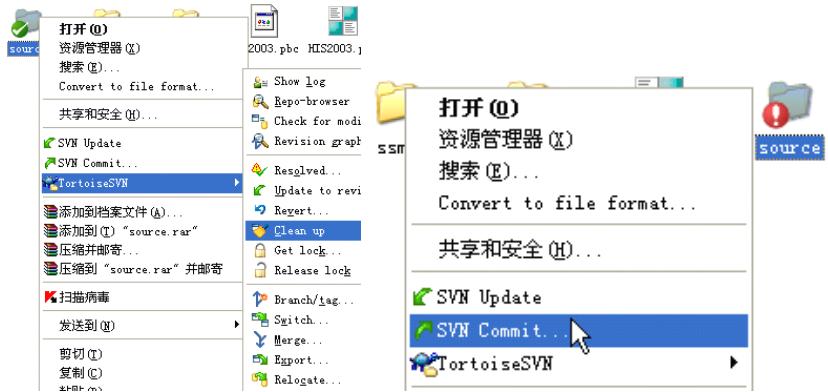 source
打开(O)
资源管理器(X)
搜索(E)...
Convert to file format...
共享和安全(H)...
SVN Update
SVN Commit...
TortoiseSVN
添加到档案文件(A)...
添加到(T) "source.rar"
压缩并邮寄...
压缩到 "source.rar" 并邮寄
扫描病毒
发送到(N)
剪切(T)
复制(C)
粘贴(P)
2003.pbc HIS2003.p
Show log
Repo-browser
Check for modi
Revision graph
Resolved...
Update to revi
Revert...
Clean up
Get lock...
Release lock
Branch/tag...
Switch...
Merge...
Export...
Relocate...
ssm
打开(O)
资源管理器(X)
搜索(E)...
Convert to file format...
共享和安全(H)...
SVN Update
SVN Commit...
TortoiseSVN
source